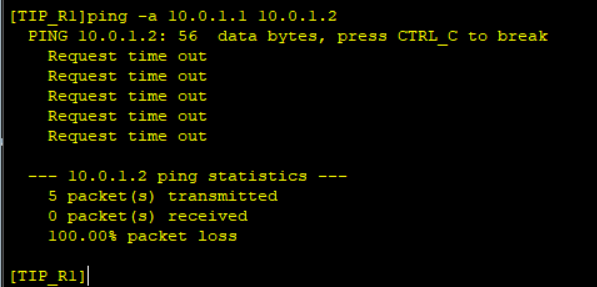 [TIP_R1]ping -a 10.0.1.1 10.0.1.2
PING 10.0.1.2: 56  data bytes, press CTRL_C to break
Request time out
Request time out
Request time out
Request time out
Request time out
--- 10.0.1.2 ping statistics ---
5 packet(s) transmitted
0 packet(s) received
100.00% packet loss
[TIP_R1]